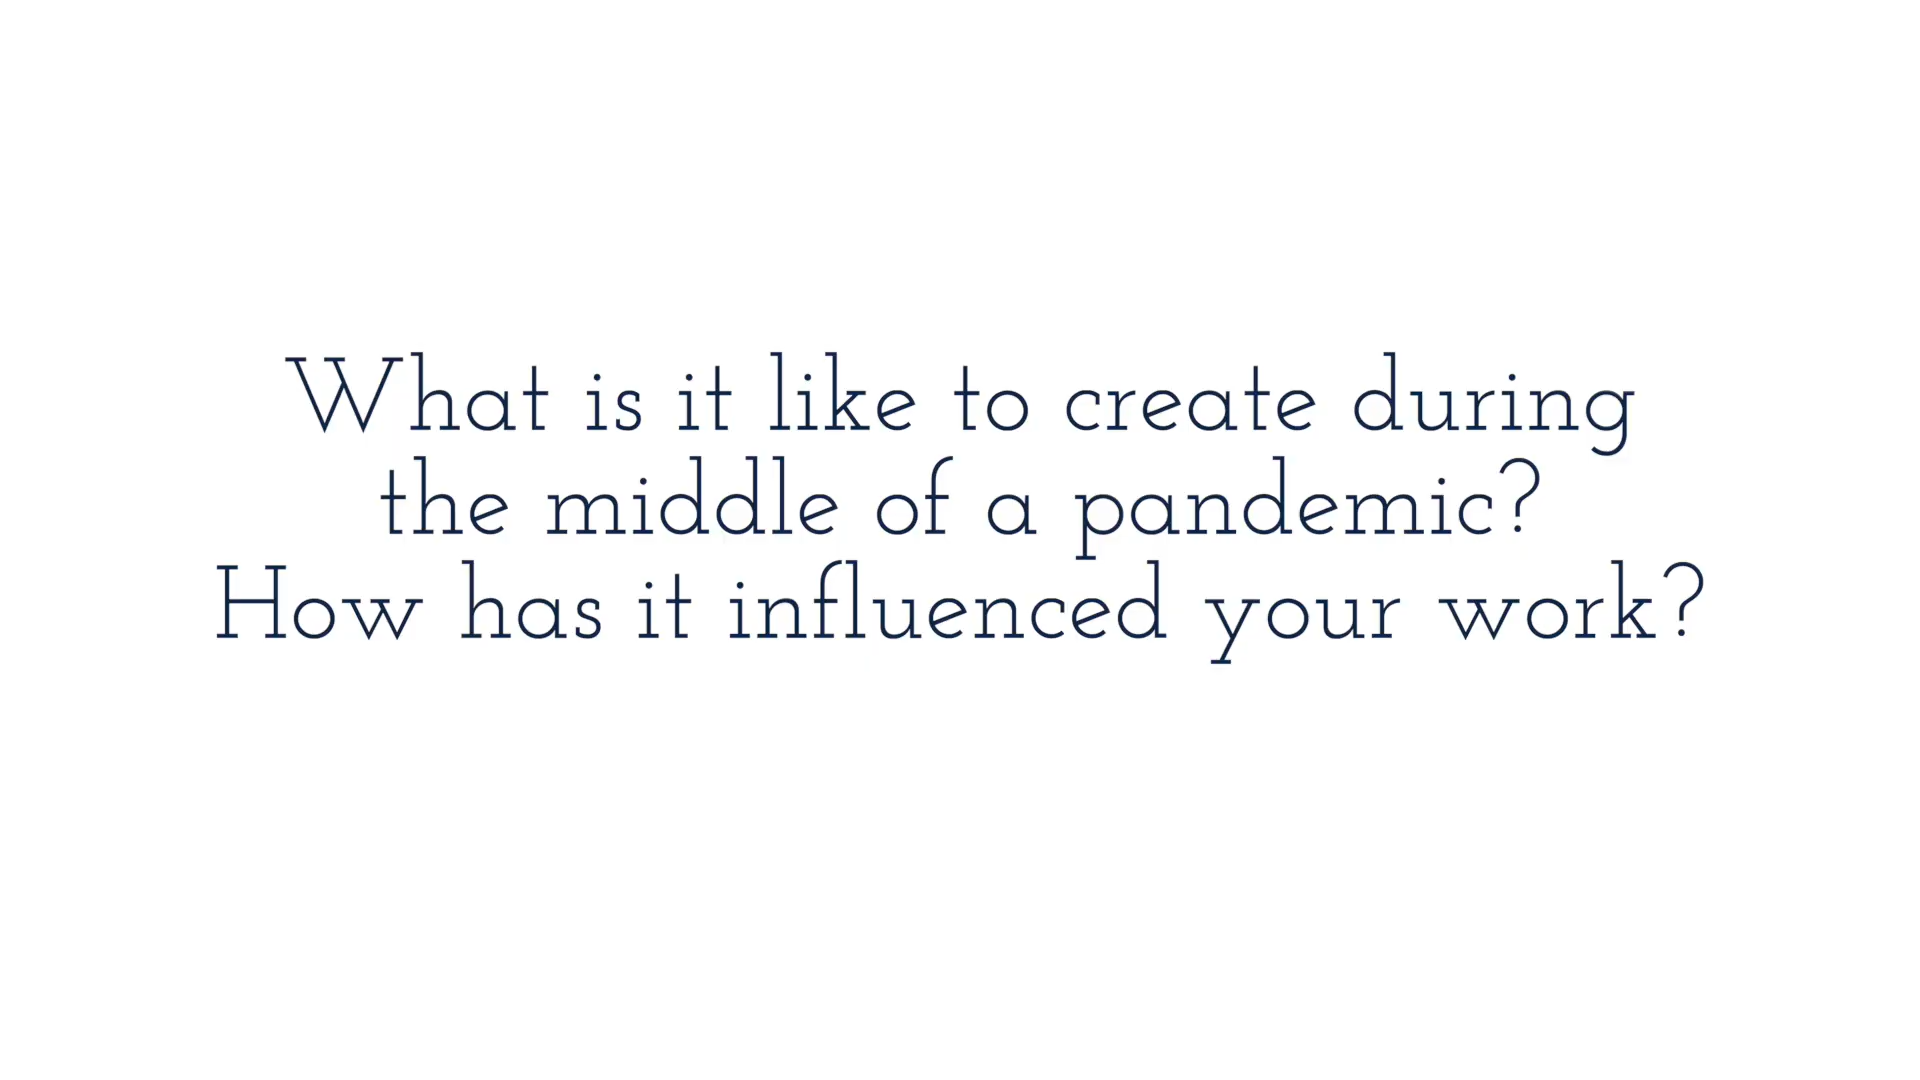 What is it like to create during
the middle of a pandemic?
How has it influenced your work?